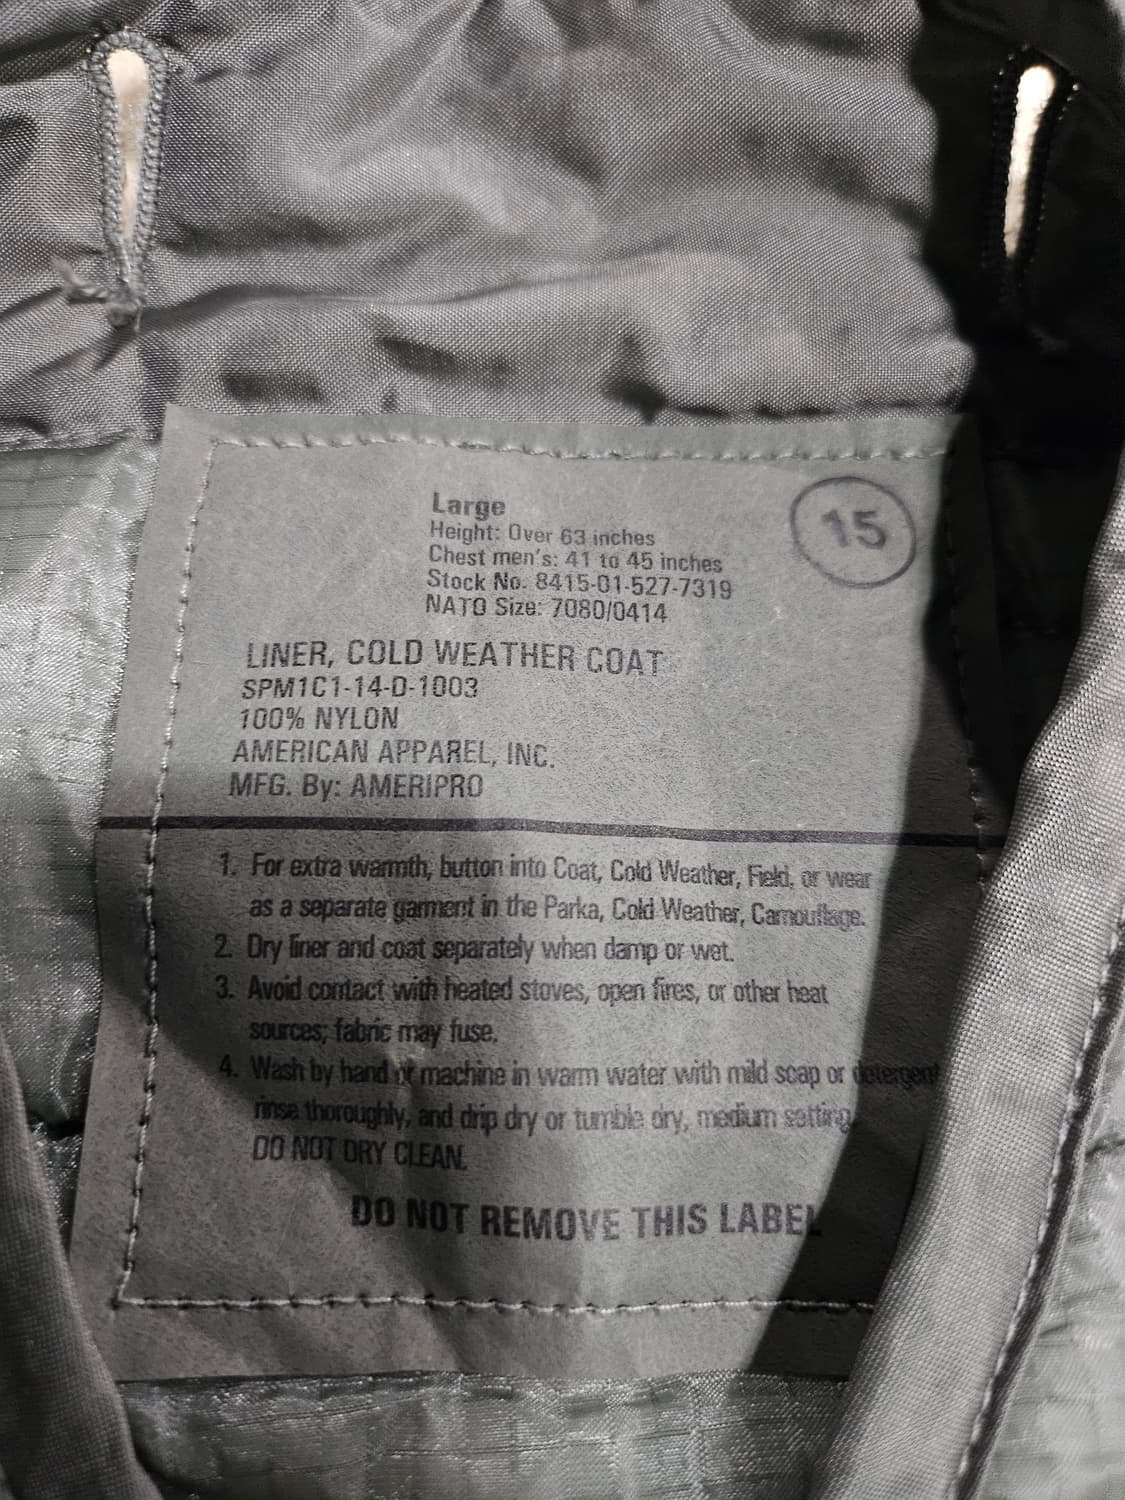 Large
15
Height: Over 63 inches
Chest men's: 41 to 45 inches
Stock No. 8415-01-527-7319
NATO Size: 7080/0414
LINER, COLD WEATHER COAT
SPM1C1-14-D-1003
100% NYLON
AMERICAN APPAREL, INC.
MFG. By: AMERIPRO
1. For extra warmth, button into Coat, Cold Weather, Field, or wear
as a separate garment in the Parka, Cold Weather, Camouflage.
2. Dry liner and coat separately when damp or wet.
3. Avoid contact with heated stoves, open fires, or other heat
sources; fabric may fuse.
4. Wash by hand or machine in warm water with mild soap or detergent
rinse thoroughly, and drip dry or tumble dry, medium setting
DO NOT DRY CLEAN.
DO NOT REMOVE THIS LABEL